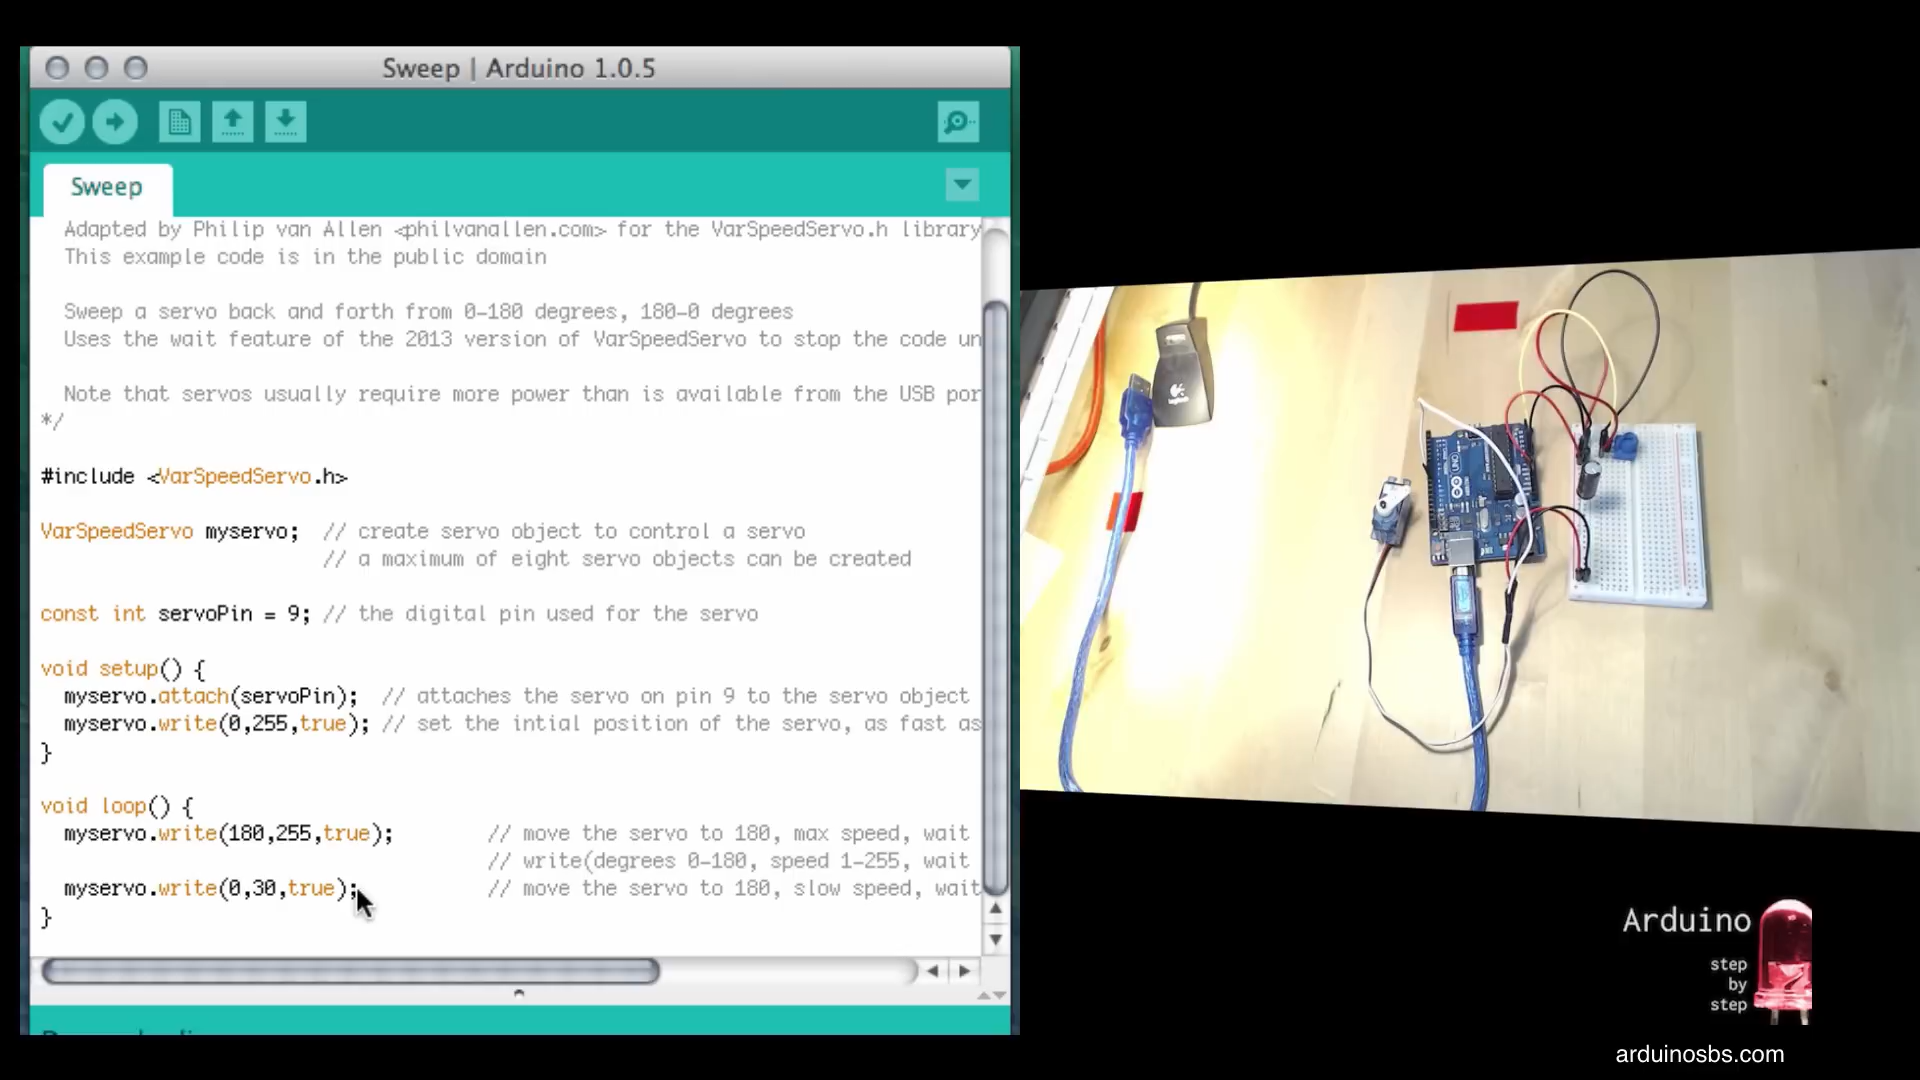 Sweep | Arduino 1.0.5
Sweep
Adapted by Philip van Allen <philvanallen.com> for the VarSpeedServo.h library
This example code is in the public domain
Sweep a servo back and forth from 0-180 degrees, 180-0 degrees
Uses the wait feature of the 2013 version of VarSpeedServo to stop the code un
Note that servos usually require more power than is available from the USB por
*/
#include <VarSpeedServo.h>
VarSpeedServo myservo; // create servo object to control a servo
// a maximum of eight servo objects can be created
const int servoPin = 9; // the digital pin used for the servo
void setup() {
myservo.attach(servoPin); // attaches the servo on pin 9 to the servo object
myservo.write(0,255,true); // set the intial position of the servo, as fast as
}
void loop() {
myservo.write(180,255,true); // move the servo to 180, max speed, wait
// write(degrees 0-180, speed 1-255, wait
myservo.write(0,30,true); // move the servo to 180, slow speed, wait
}
UNO
Arduino
step
by
step
arduinosbs.com